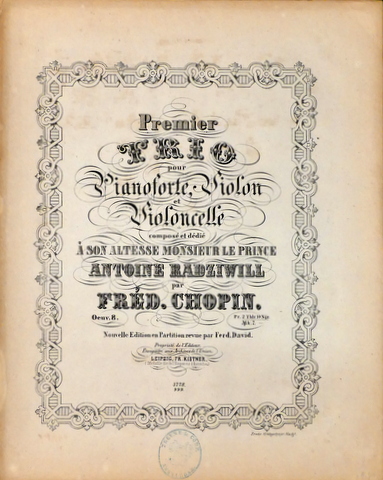 Premier
TRIO
pour
Pianoforte, Violon
et
Violoncelle
composé et dédié
À SON ALTESSE MONSIEUR LE PRINCE
ANTOINE RADZIWILL
par
FRÉD. CHOPIN.
Oeuv. 8.
Nouvelle Edition en Partition revue par Ferd. David.
Propriété de l'Editeur
LEIPZIG, FR. KISTNER.